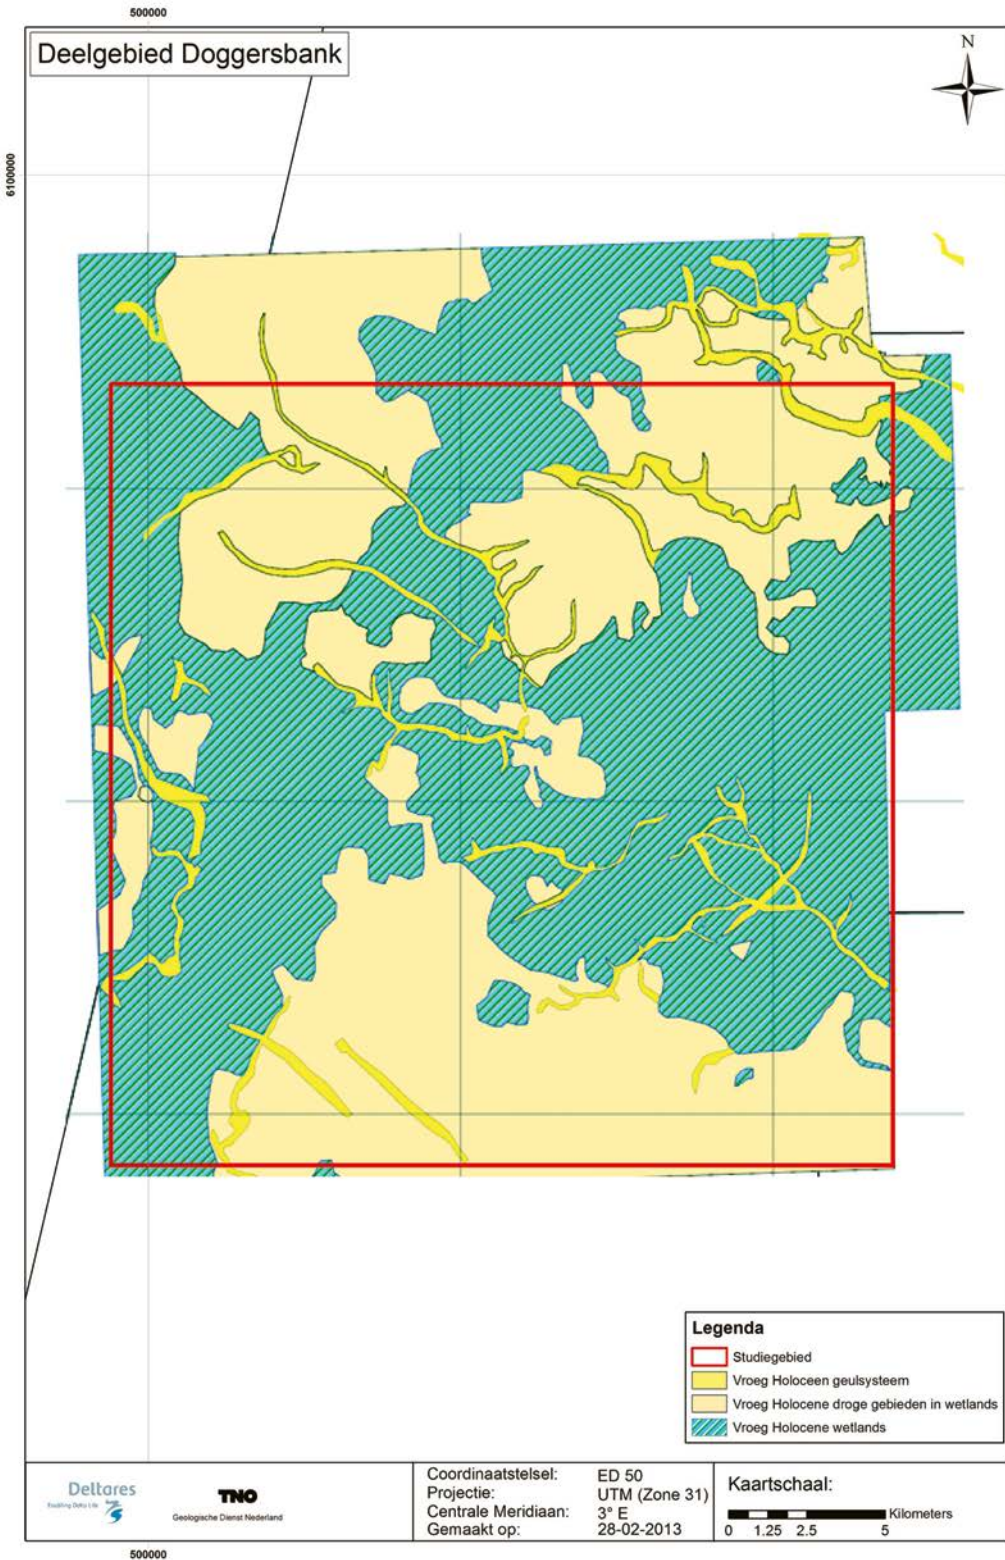 500000
Deelgebied Doggersbank
N
6100000
Legenda
Studiegebied
Vroeg Holoceen geulsysteem
Vroeg Holocene droge gebieden in wetlands
Vroeg Holocene wetlands
Deltares
Enabling Delta Life
TNO
Geologische Dienst Nederland
Coordinaatstelsel: ED 50
Projectie: UTM (Zone 31)
Centrale Meridiaan: 3° E
Gemaakt op: 28-02-2013
Kaartschaal:
Kilometers
0 1.25 2.5 5
500000